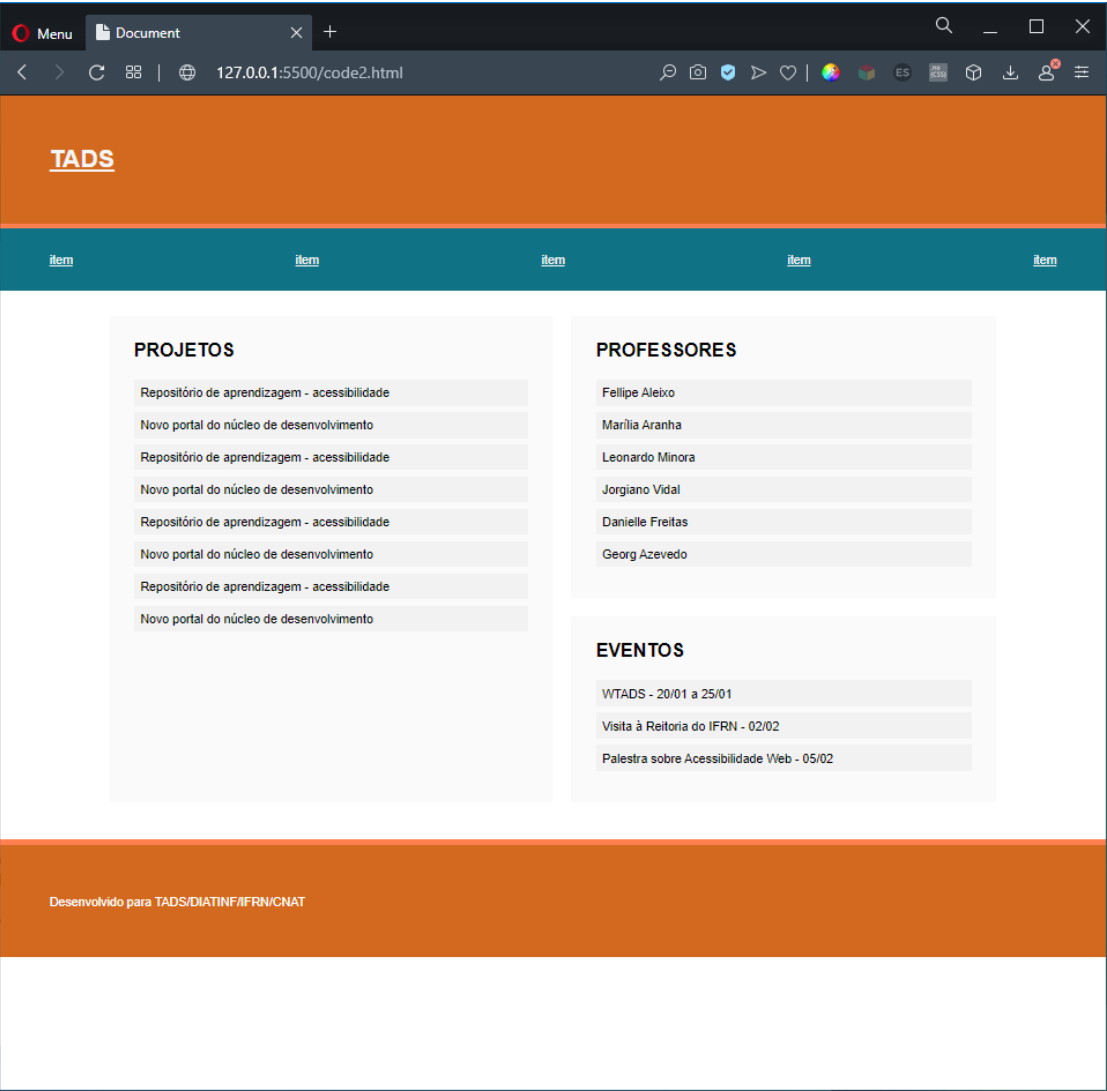 Menu
Document
127.0.0.1:5500/code2.html
ES
TADS
item item item item item
PROJETOS
Repositório de aprendizagem - acessibilidade
Novo portal do núcleo de desenvolvimento
Repositório de aprendizagem - acessibilidade
Novo portal do núcleo de desenvolvimento
Repositório de aprendizagem - acessibilidade
Novo portal do núcleo de desenvolvimento
Repositório de aprendizagem - acessibilidade
Novo portal do núcleo de desenvolvimento
PROFESSORES
Fellipe Aleixo
Marília Aranha
Leonardo Minora
Jorgiano Vidal
Danielle Freitas
Georg Azevedo
EVENTOS
WTADS - 20/01 a 25/01
Visita à Reitoria do IFRN - 02/02
Palestra sobre Acessibilidade Web - 05/02
Desenvolvido para TADS/DIATINF/IFRN/CNAT